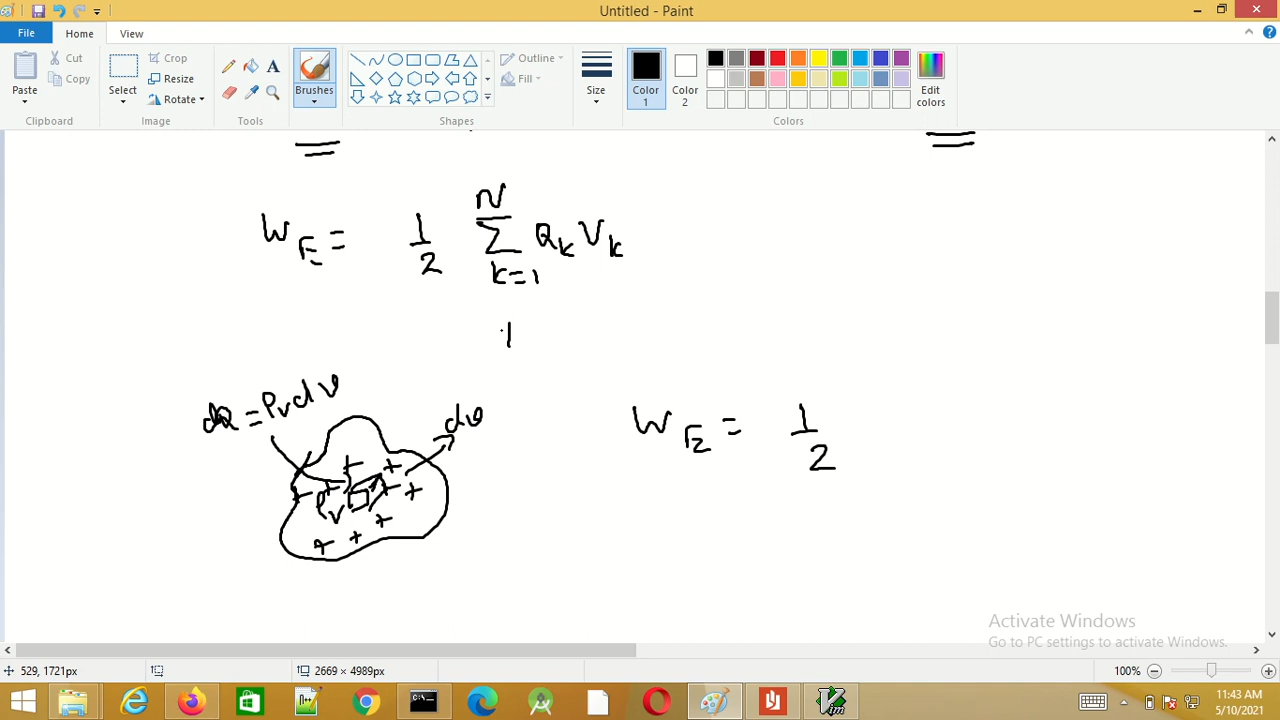 Untitled - Paint
File Home View
Paste Cut Copy Clipboard
Select Crop Resize Rotate Image
Tools
Brushes
Shapes Outline Fill
Size
Color 1 Color 2 Edit colors Colors
W_E = 1/2 N Σ k=1 Q_k V_k
1
dQ = ρ_v dv
dv
W_E = 1/2
+ +
+ + + +
ρ_v
+
+ +
Activate Windows
Go to PC settings to activate Windows.
529, 1721px 2669 × 4989px 100%
11:43 AM
5/10/2021